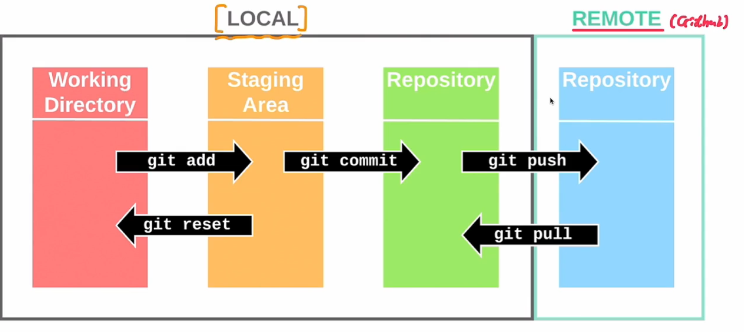 [LOCAL]
REMOTE (Github)
Working
Directory
Staging
Area
Repository
Repository
git add
git commit
git push
git reset
git pull